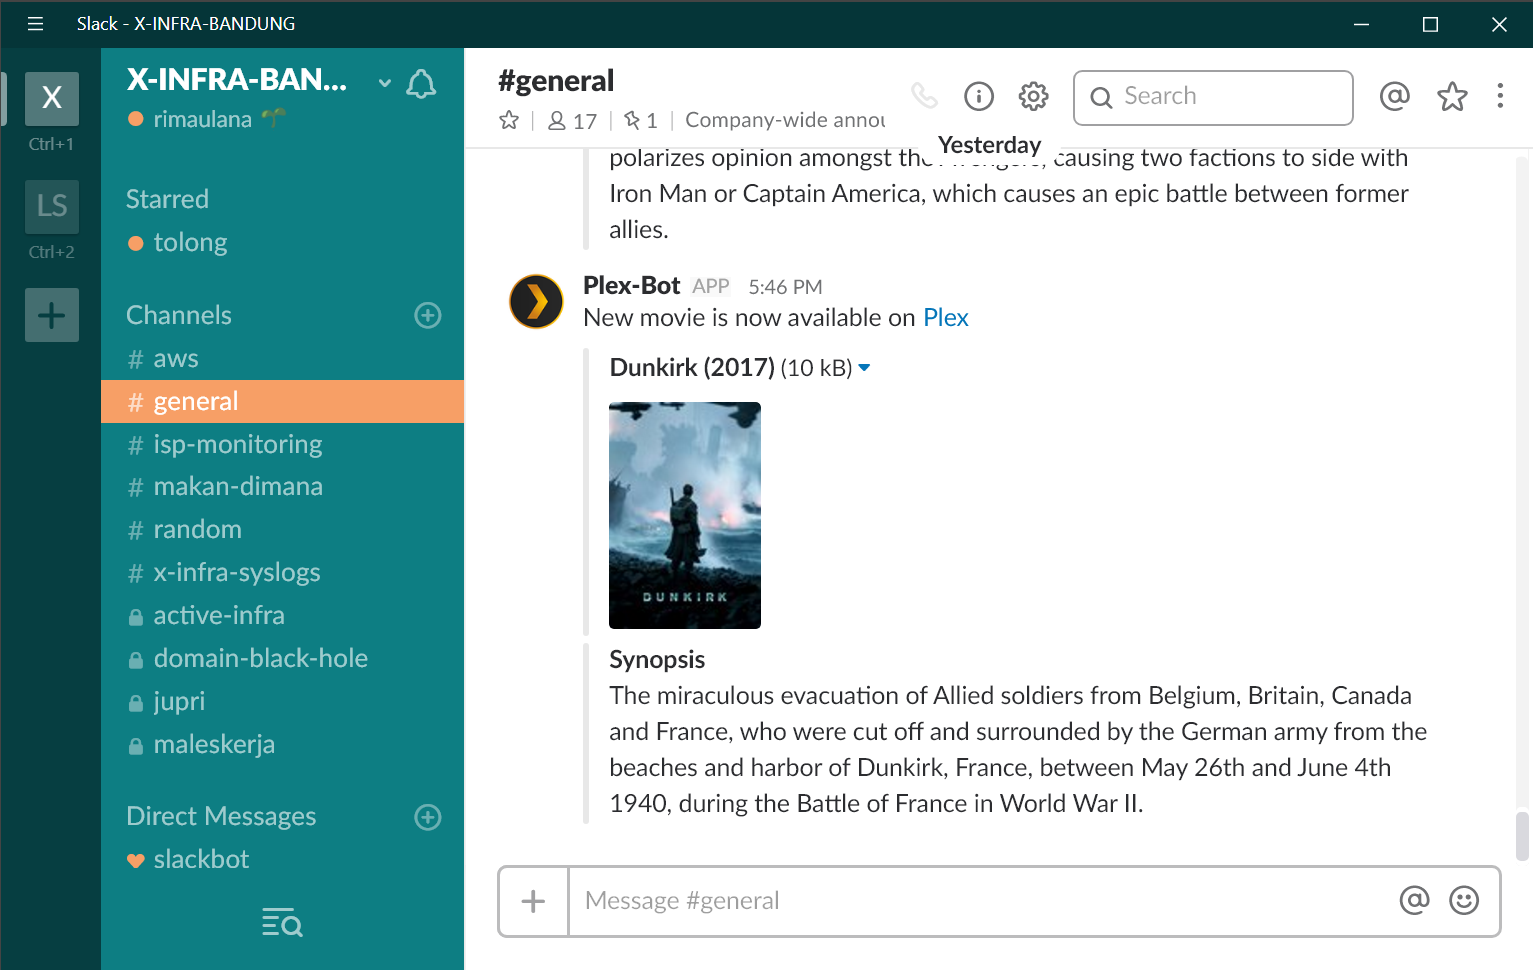 Slack - X-INFRA-BANDUNG
X
Ctrl+1
LS
Ctrl+2
X-INFRA-BAN...
rimaulana
Starred
tolong
Channels
# aws
# general
# isp-monitoring
# makan-dimana
# random
# x-infra-syslogs
active-infra
domain-black-hole
jupri
maleskerja
Direct Messages
slackbot
#general
17 | 1 | Company-wide annou
Search
Yesterday
polarizes opinion amongst the Avengers, causing two factions to side with
Iron Man or Captain America, which causes an epic battle between former
allies.
Plex-Bot APP 5:46 PM
New movie is now available on Plex
Dunkirk (2017) (10 kB)
DUNKIRK
Synopsis
The miraculous evacuation of Allied soldiers from Belgium, Britain, Canada
and France, who were cut off and surrounded by the German army from the
beaches and harbor of Dunkirk, France, between May 26th and June 4th
1940, during the Battle of France in World War II.
Message #general